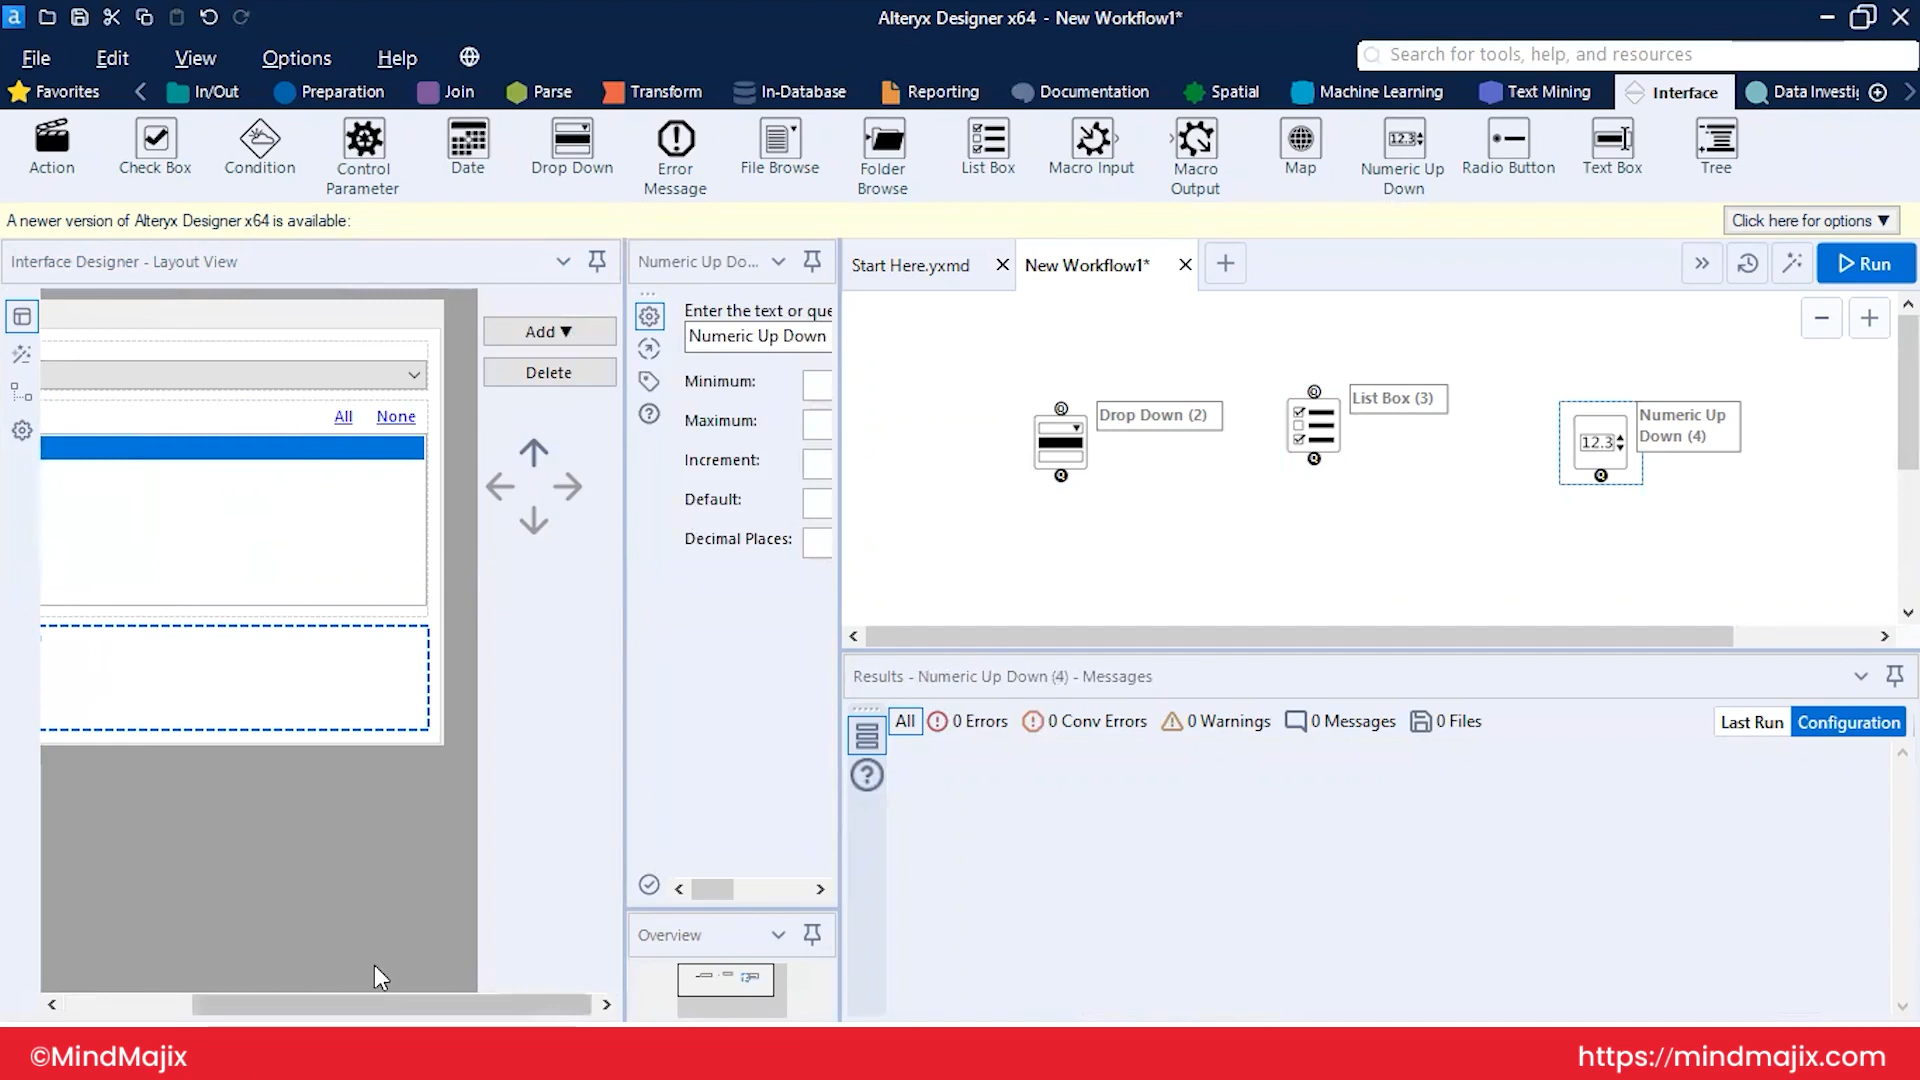 a
Alteryx Designer x64 - New Workflow1*
File Edit View Options Help
Search for tools, help, and resources
Favorites In/Out Preparation Join Parse Transform In-Database Reporting Documentation Spatial Machine Learning Text Mining Interface Data Investi
Action
Check Box
Condition
Control
Parameter
Date
Drop Down
Error
Message
File Browse
Folder
Browse
List Box
Macro Input
Macro
Output
Map
Numeric Up
Down
Radio Button
Text Box
Tree
A newer version of Alteryx Designer x64 is available:
Click here for options ▼
Interface Designer - Layout View
Add ▼
Delete
All None
Numeric Up Do...
Enter the text or que
Numeric Up Down
Minimum:
Maximum:
Increment:
Default:
Decimal Places:
Overview
Start Here.yxmd
New Workflow1*
Run
Drop Down (2)
List Box (3)
12.3
Numeric Up
Down (4)
Results - Numeric Up Down (4) - Messages
All 0 Errors 0 Conv Errors 0 Warnings 0 Messages 0 Files
Last Run Configuration
©MindMajix
https://mindmajix.com